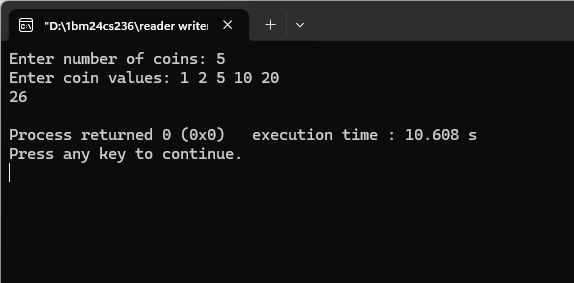 "D:\1bm24cs236\reader writer
Enter number of coins: 5
Enter coin values: 1 2 5 10 20
26
Process returned 0 (0x0)   execution time : 10.608 s
Press any key to continue.